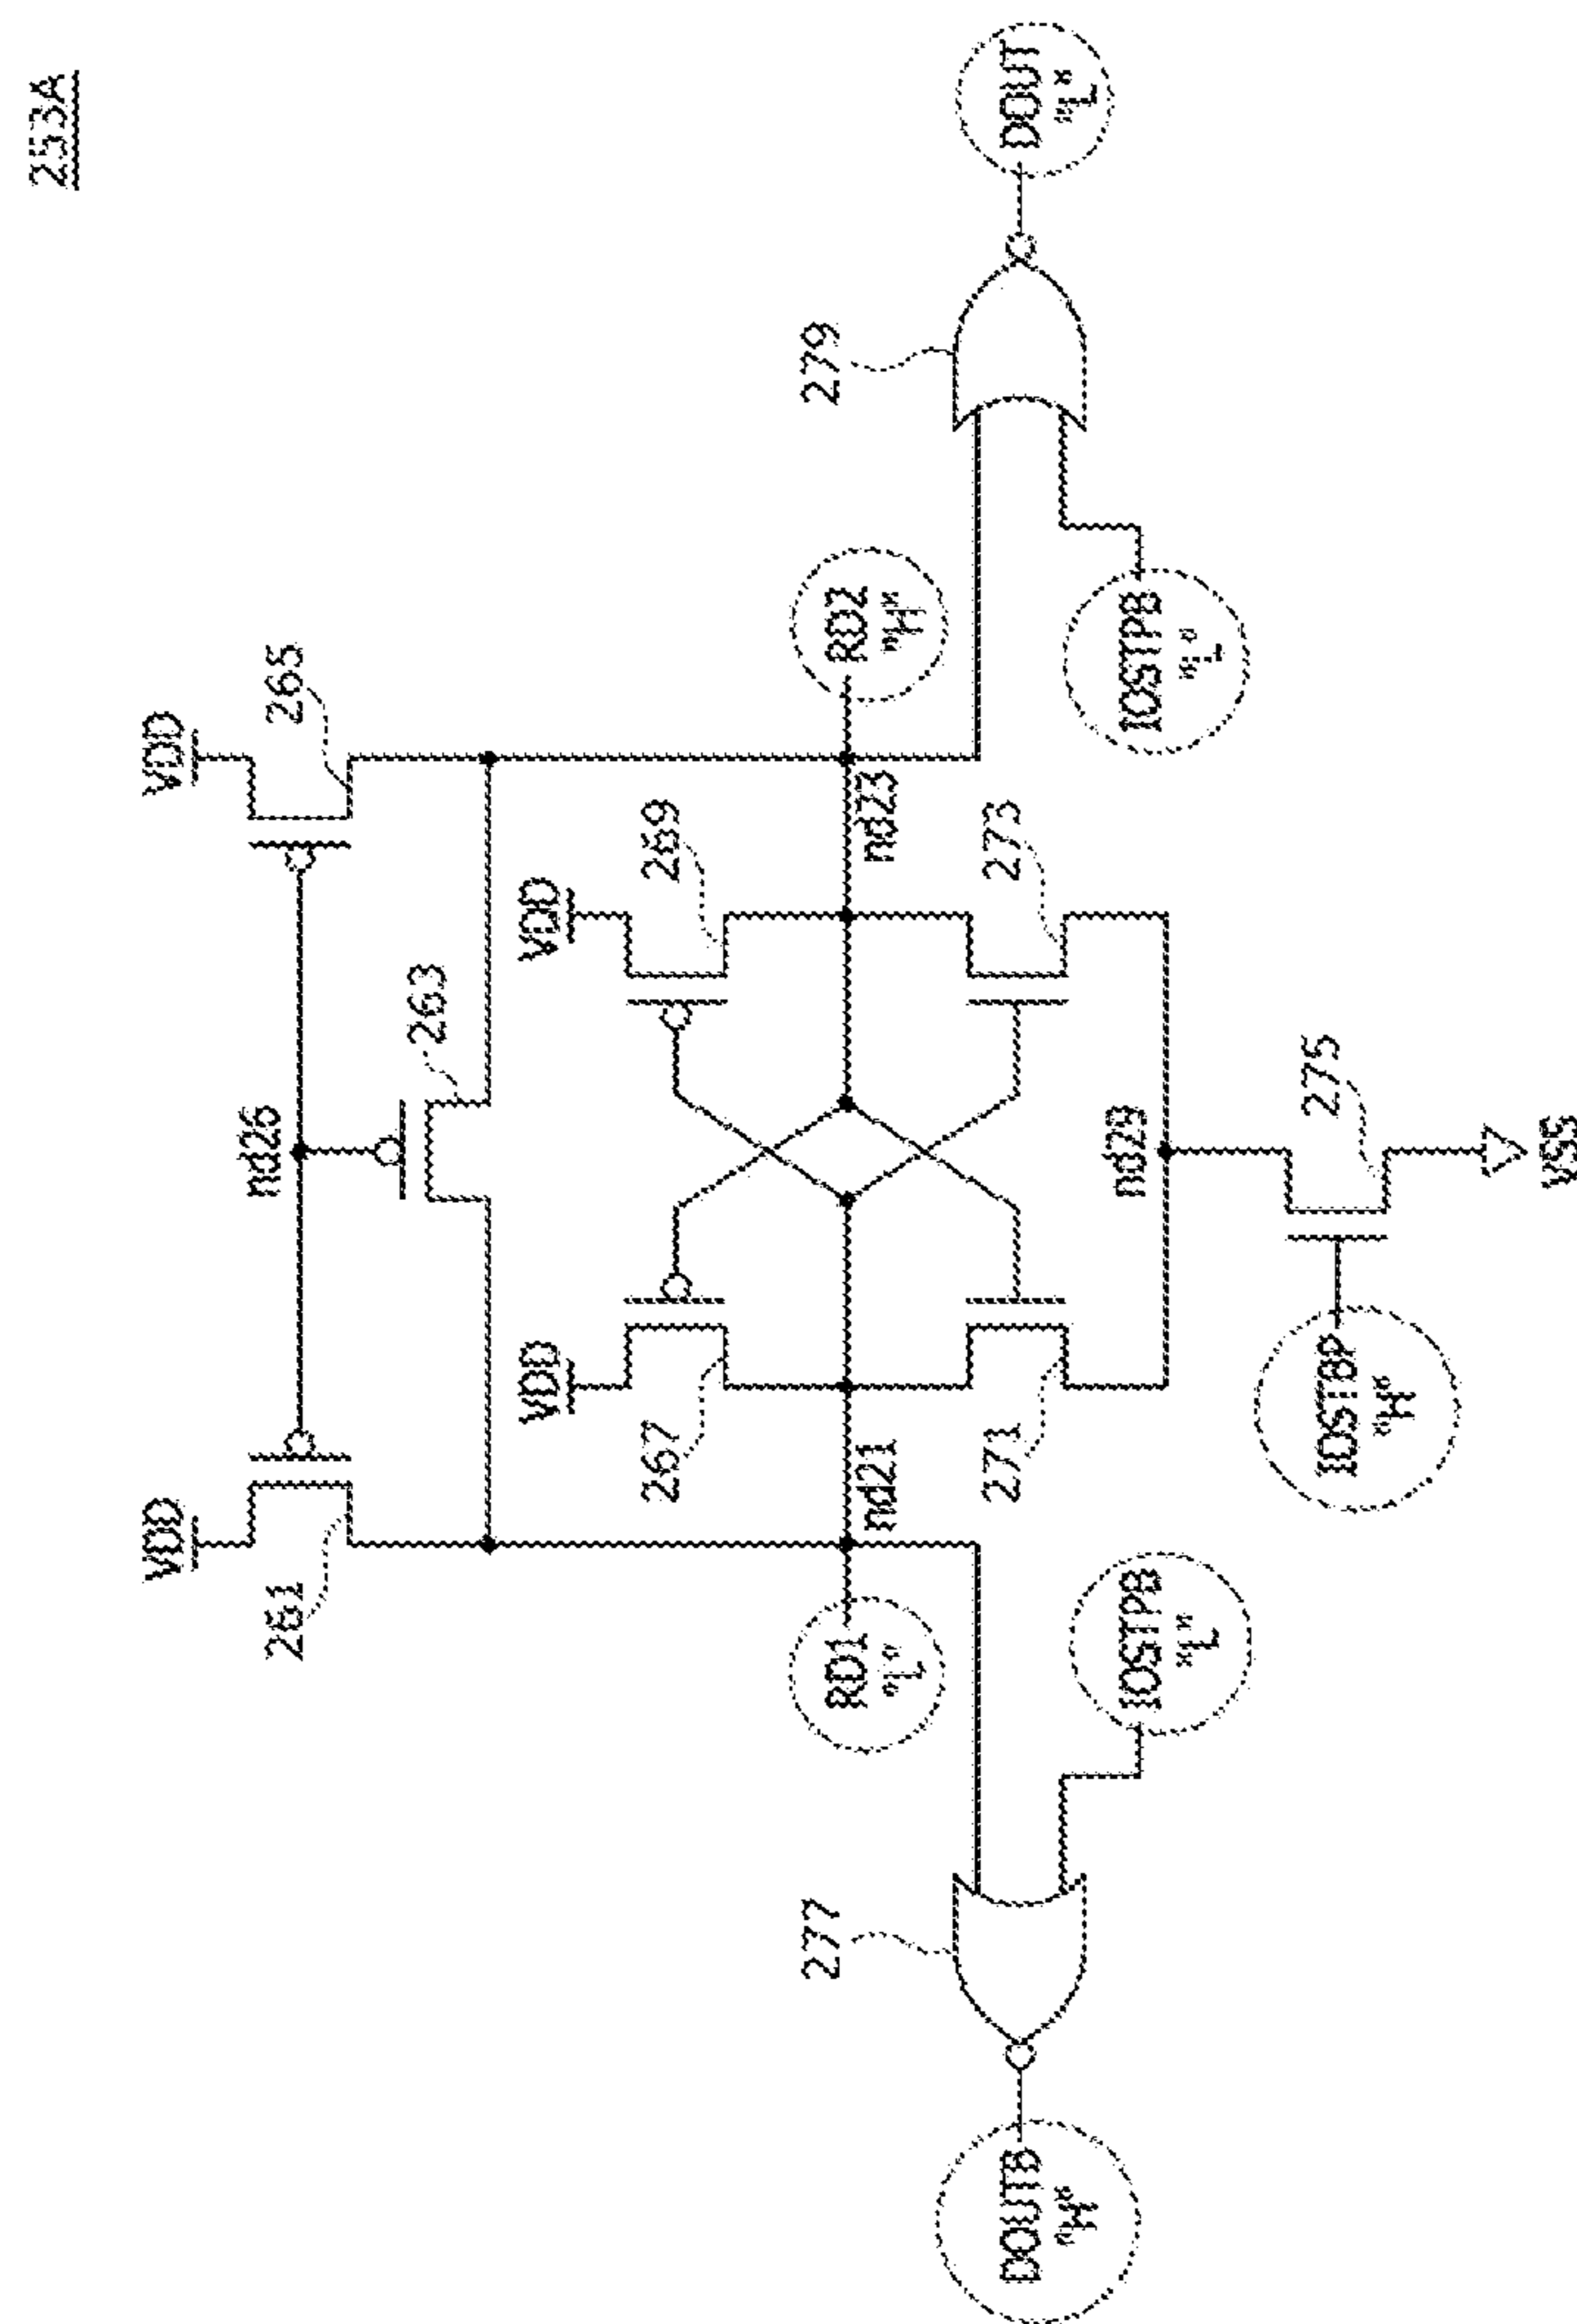 253A
VDD
VDD
261
265
nd26
263
VDD
VDD
267
269
RD1
"L"
nd21
nd23
RD2
"H"
277
271
273
279
nd29
DOUTB
"H"
IOSTPB
"L"
IOSTPB
"L"
DOUT
"L"
IOSTBP
"H"
275
VSS